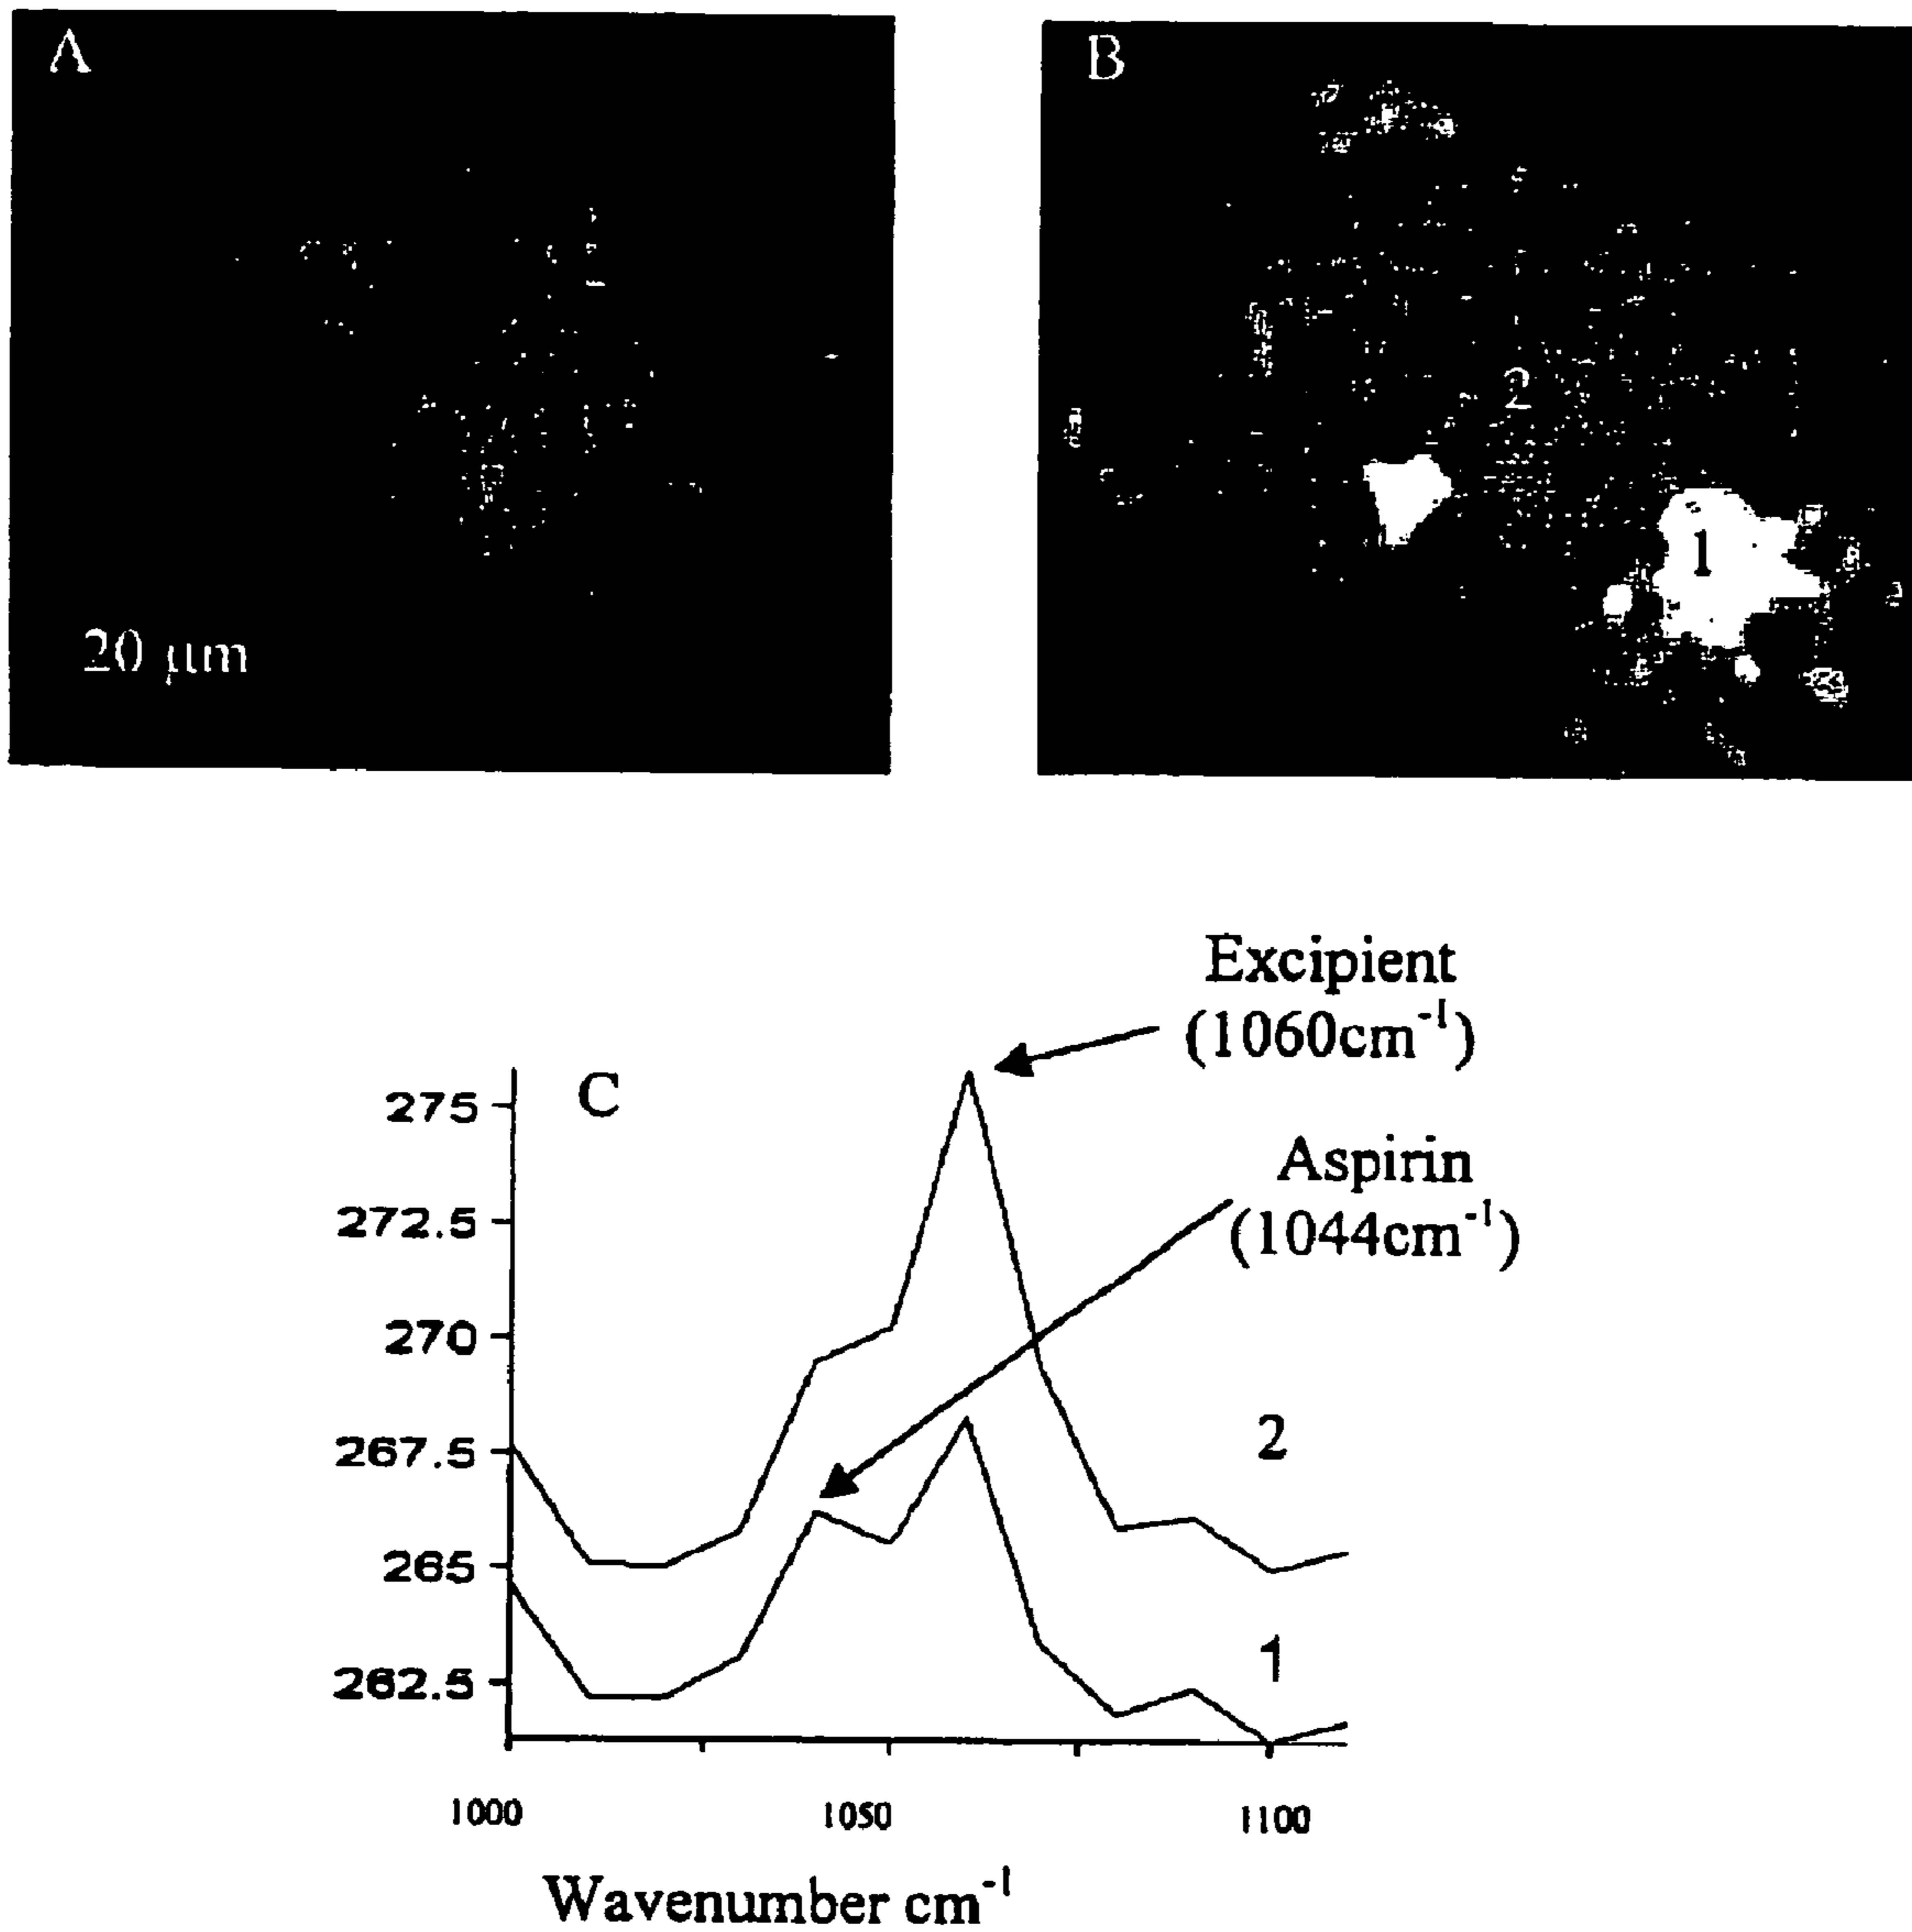 A
B
2
1
20 µm
Excipient
(1060cm⁻¹)
C
275
Aspirin
(1044cm⁻¹)
272.5
270
267.5
2
265
1
262.5
1000
1050
1100
Wavenumber cm⁻¹